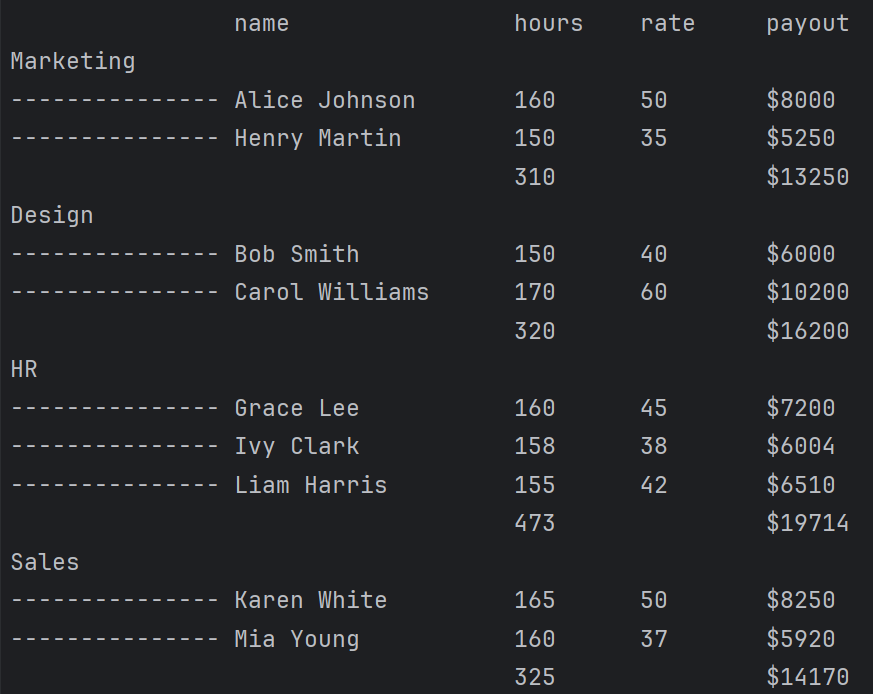 name                hours    rate     payout
Marketing
--------------- Alice Johnson       160      50       $8000
--------------- Henry Martin        150      35       $5250
                                    310               $13250
Design
--------------- Bob Smith           150      40       $6000
--------------- Carol Williams      170      60       $10200
                                    320               $16200
HR
--------------- Grace Lee           160      45       $7200
--------------- Ivy Clark           158      38       $6004
--------------- Liam Harris         155      42       $6510
                                    473               $19714
Sales
--------------- Karen White         165      50       $8250
--------------- Mia Young           160      37       $5920
                                    325               $14170